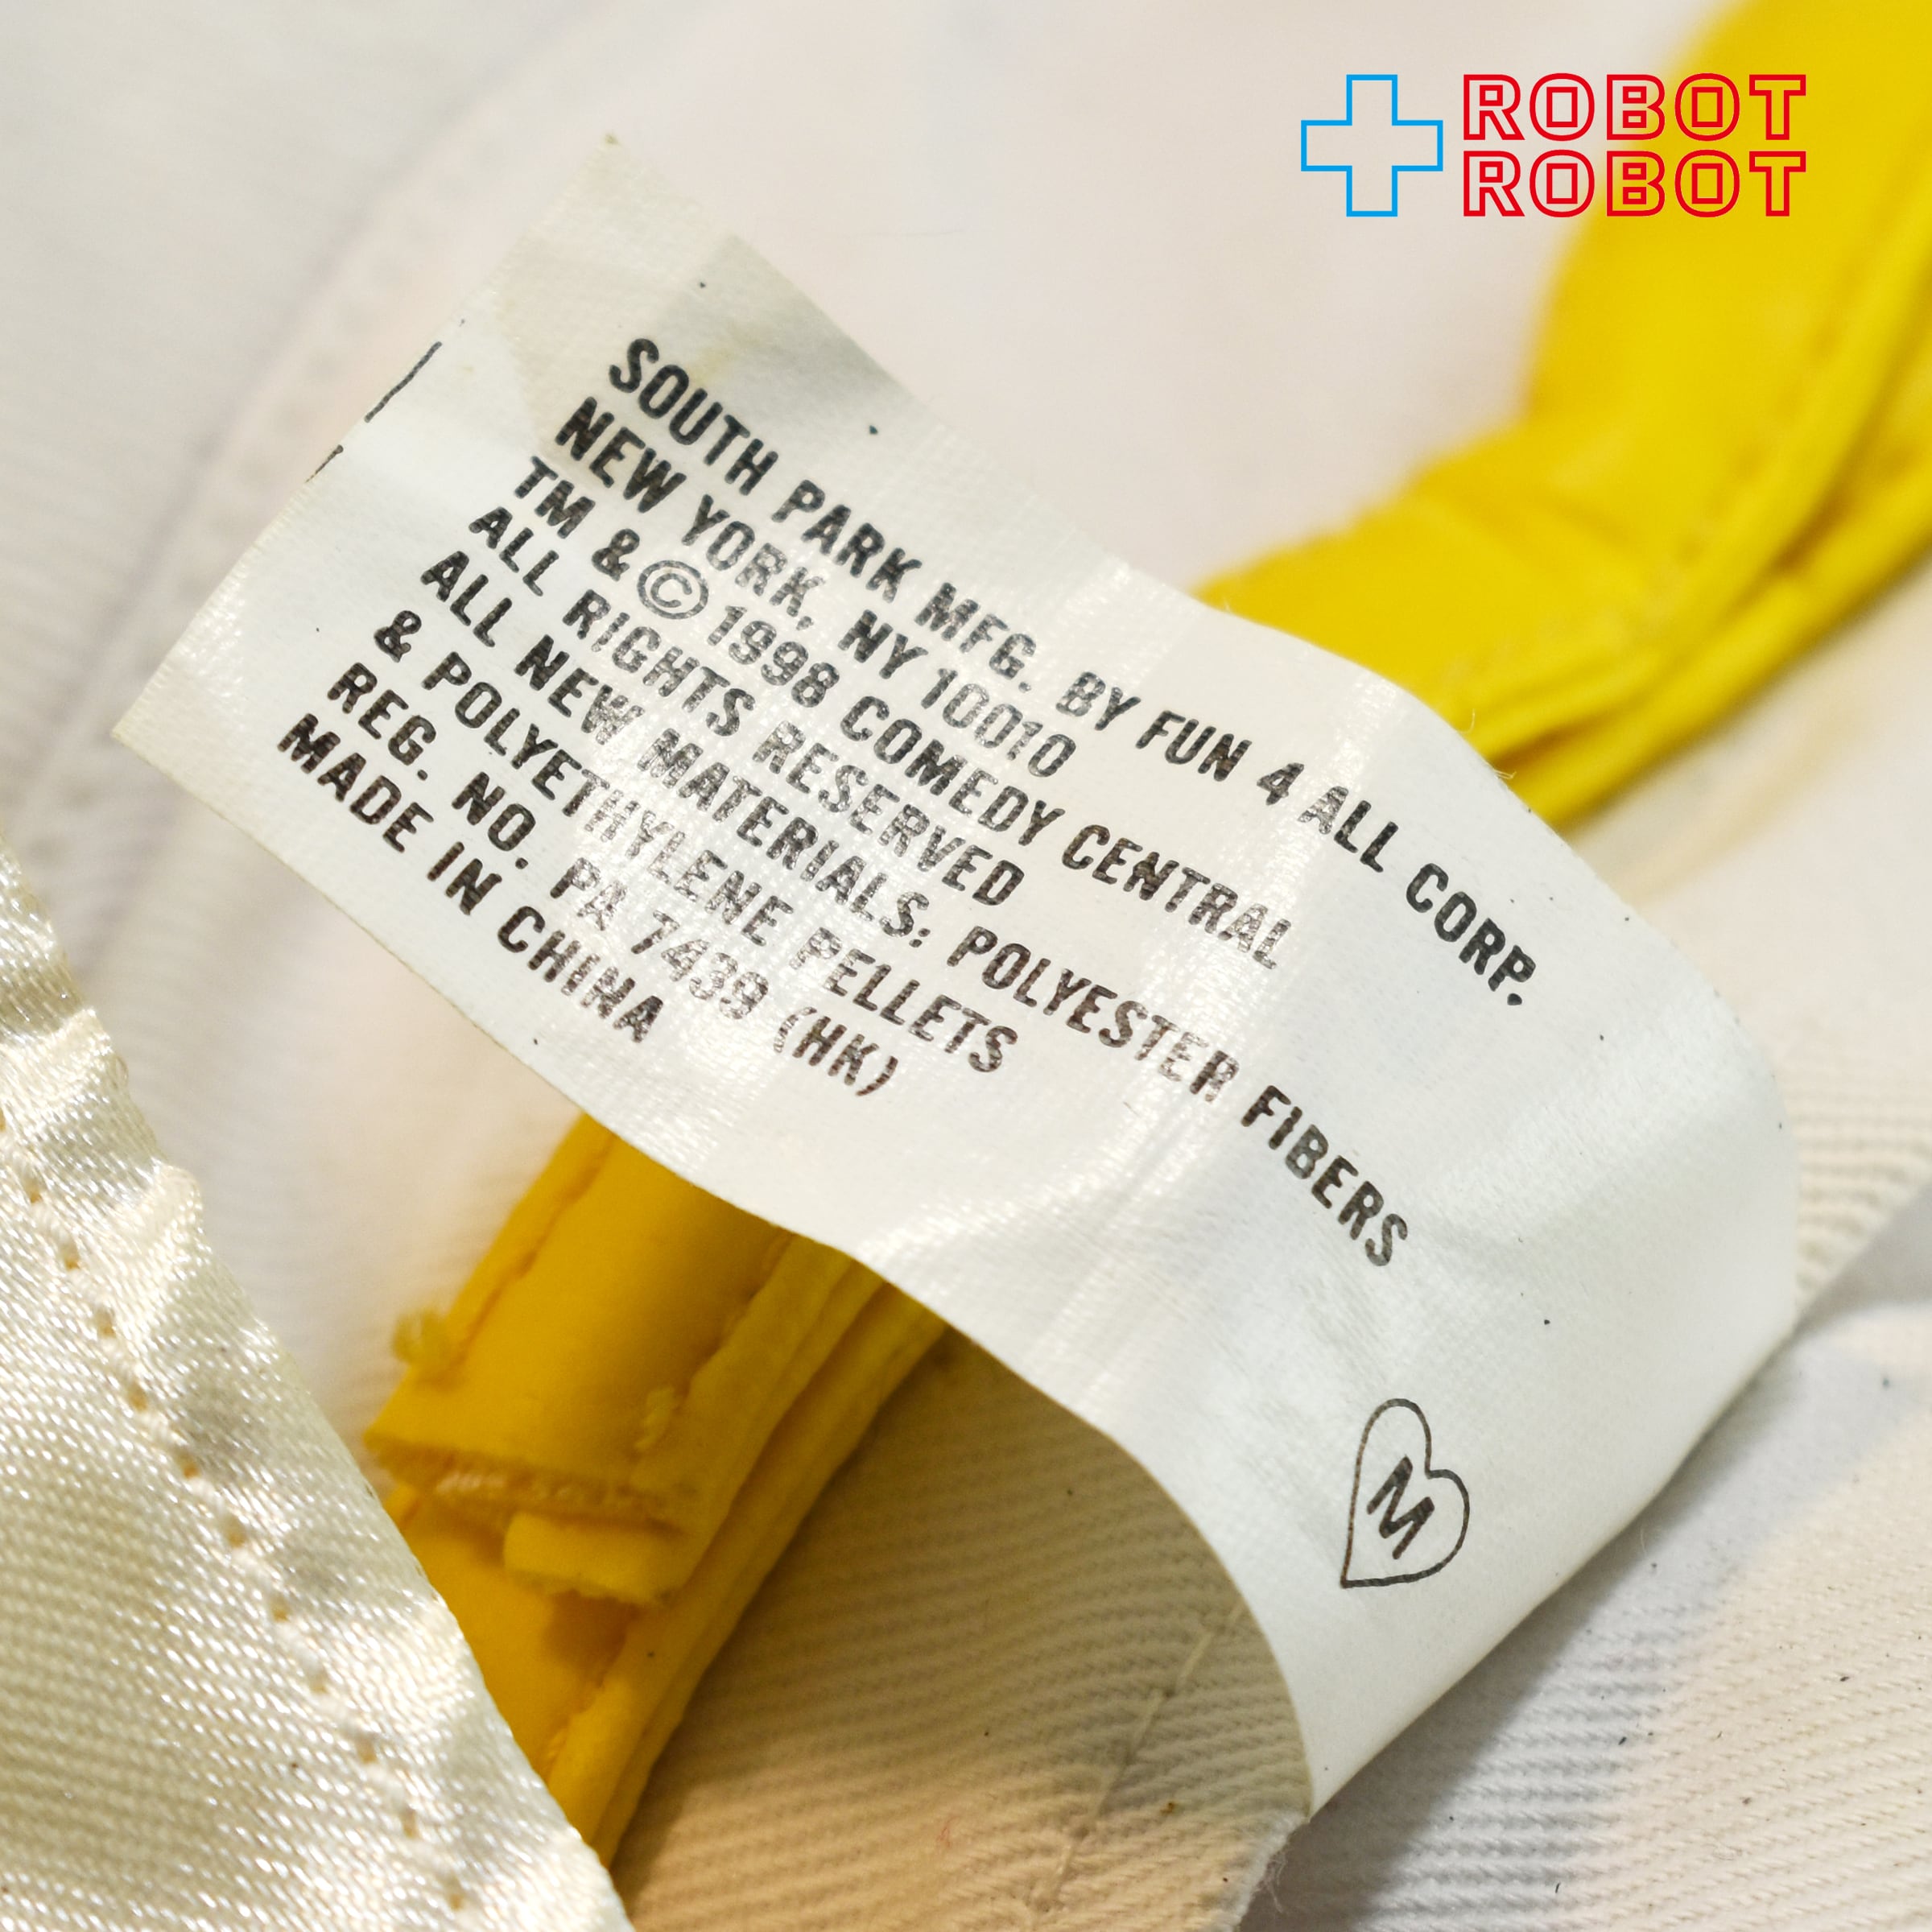 ROBOT
ROBOT
SOUTH PARK MFG. BY FUN 4 ALL CORP.
NEW YORK, NY 10010
TM & © 1998 COMEDY CENTRAL
ALL RIGHTS RESERVED
ALL NEW MATERIALS: POLYESTER FIBERS
& POLYETHYLENE PELLETS
REG. NO. PA 7439 (HK)
MADE IN CHINA
M